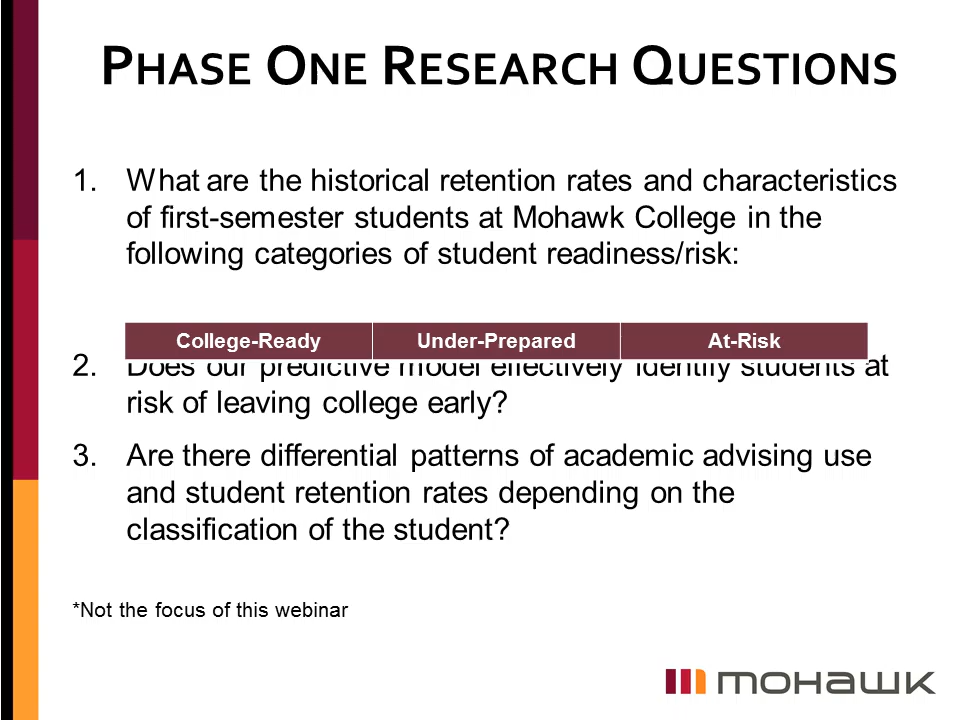 PHASE ONE RESEARCH QUESTIONS
1. What are the historical retention rates and characteristics
of first-semester students at Mohawk College in the
following categories of student readiness/risk:
College-Ready Under-Prepared At-Risk
2. Does our predictive model effectively identify students at
risk of leaving college early?
3. Are there differential patterns of academic advising use
and student retention rates depending on the
classification of the student?
*Not the focus of this webinar
mohawk